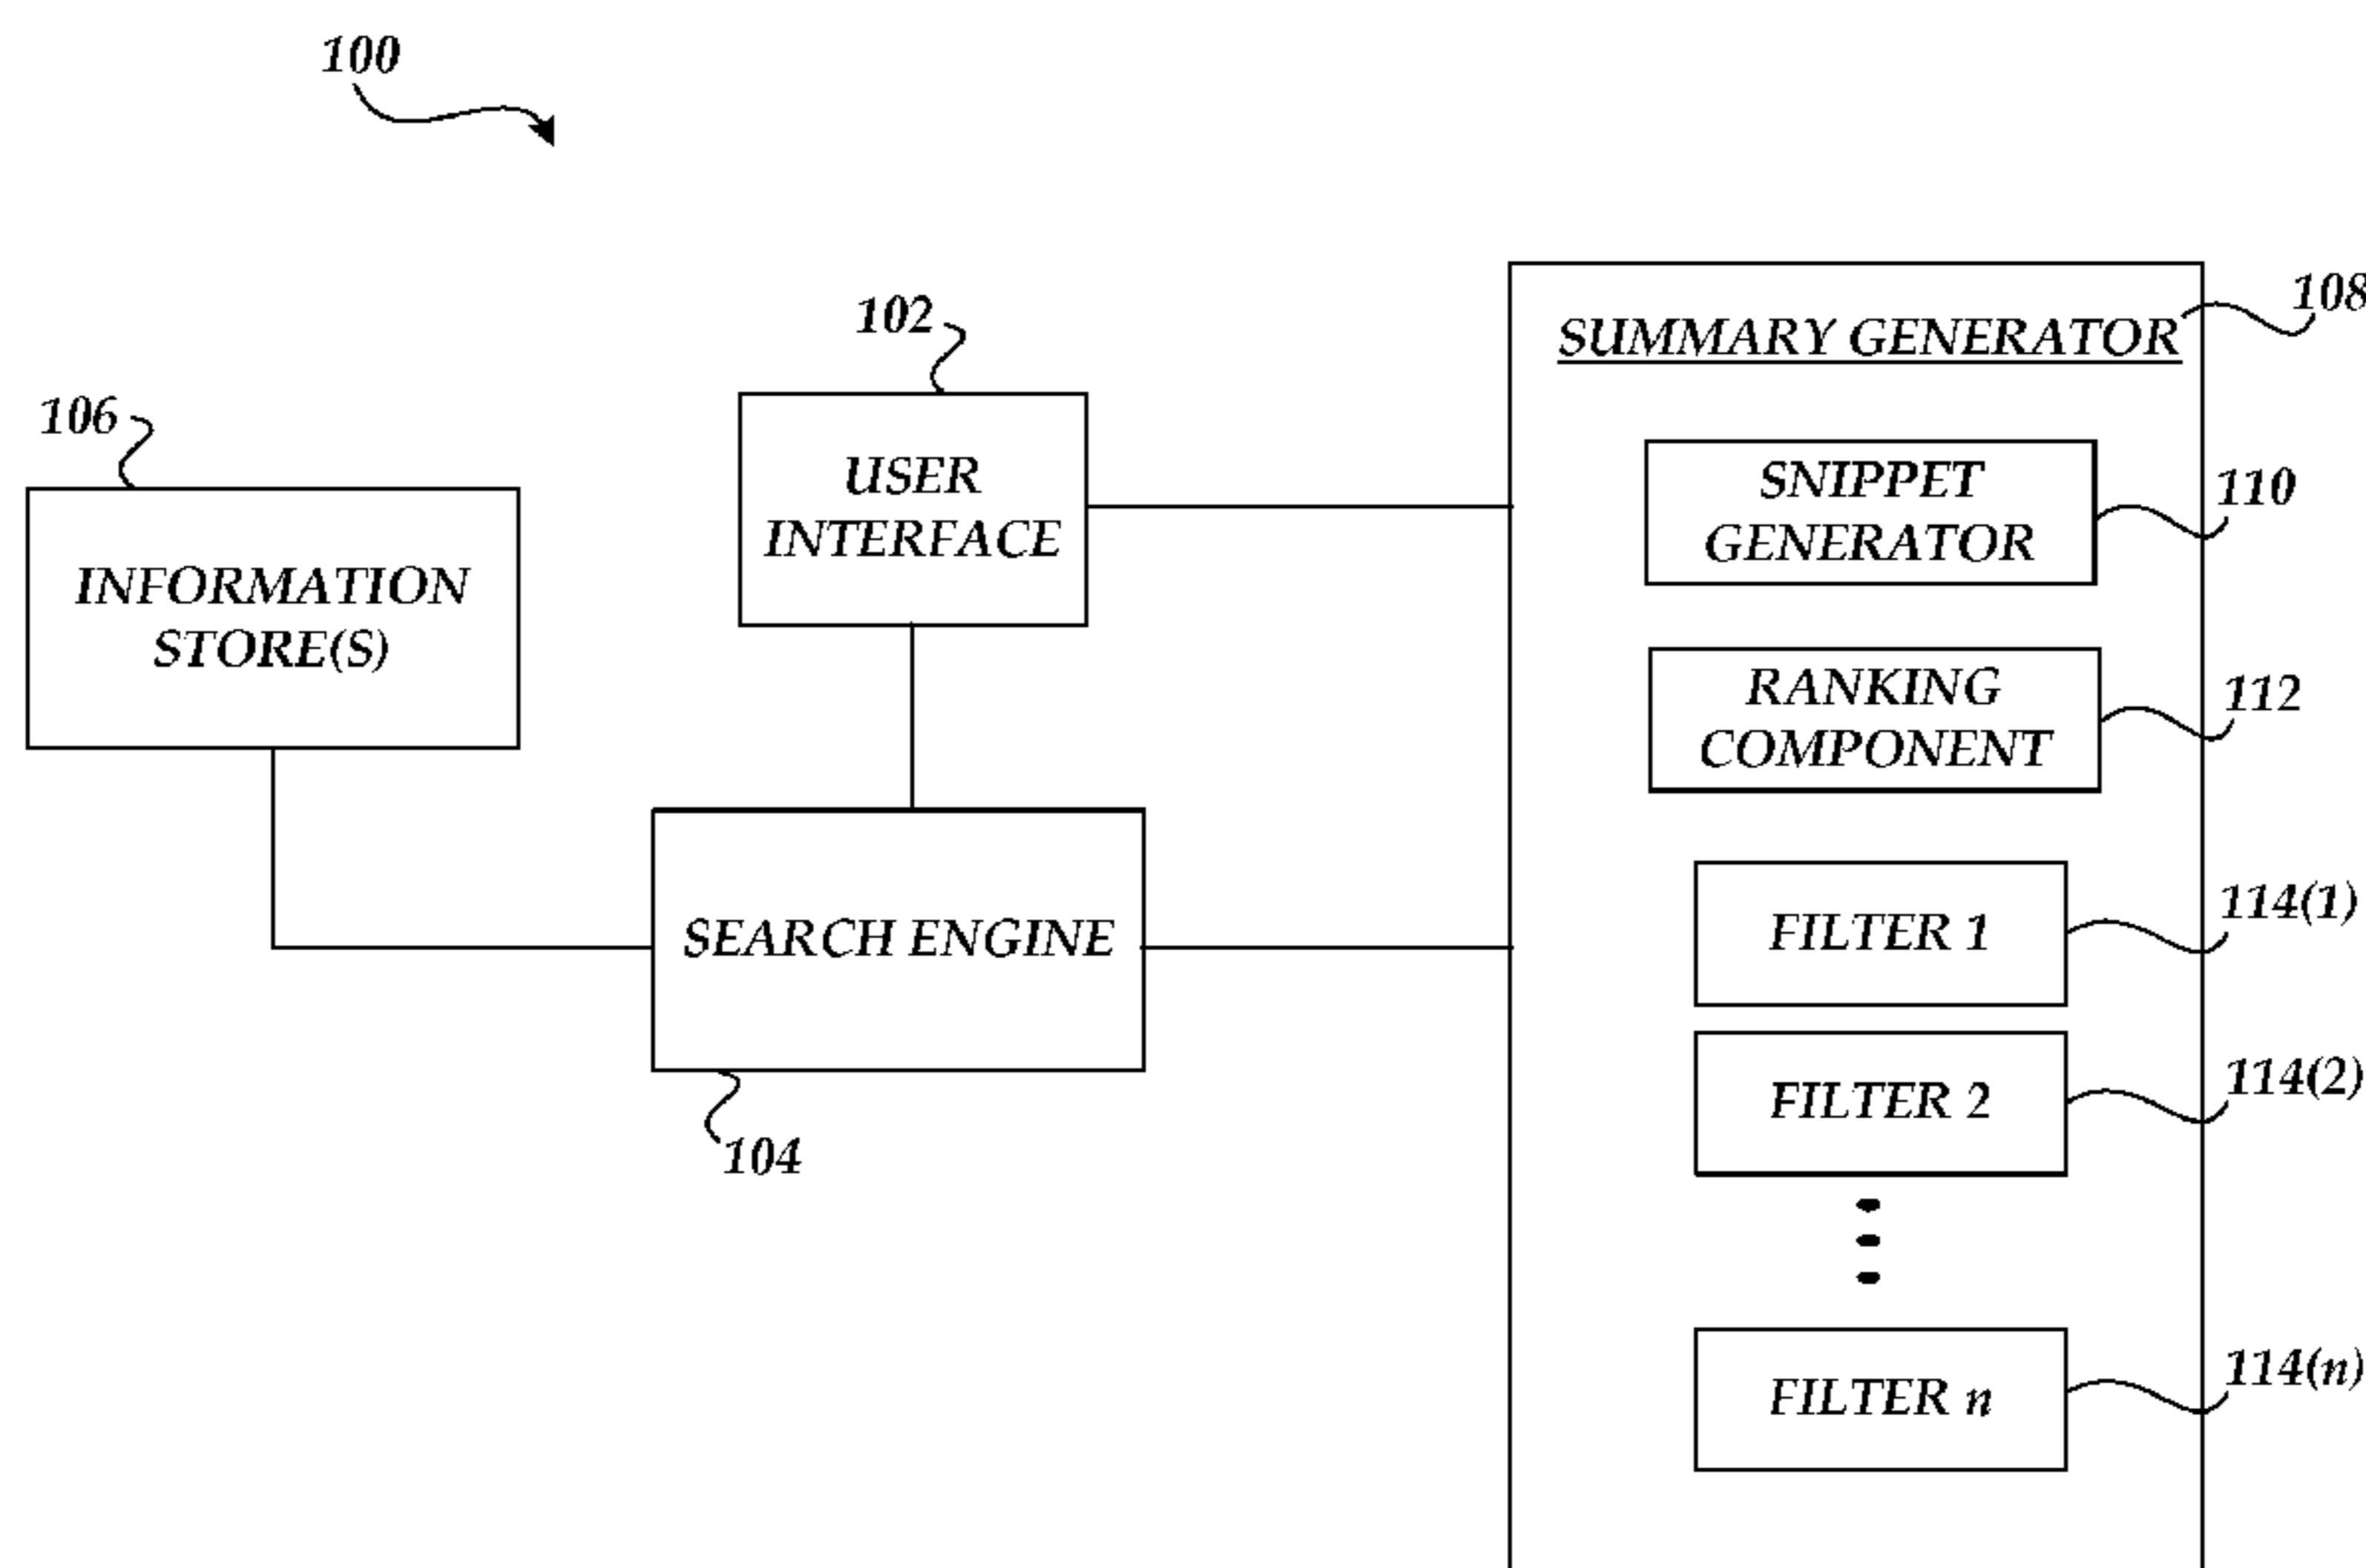 100
108
SUMMARY GENERATOR
102
106
USER
INTERFACE
SNIPPET
GENERATOR
110
INFORMATION
STORE(S)
RANKING
COMPONENT
112
SEARCH ENGINE
104
FILTER 1
114(1)
FILTER 2
114(2)
FILTER n
114(n)